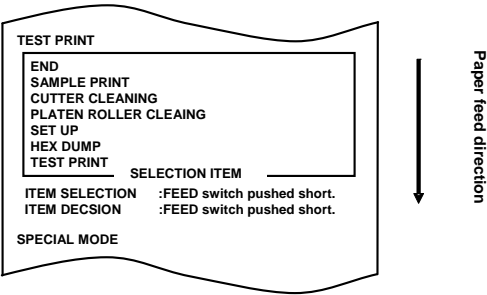 TEST PRINT
END
SAMPLE PRINT
CUTTER CLEANING
PLATEN ROLLER CLEAING
SET UP
HEX DUMP
TEST PRINT
SELECTION ITEM
ITEM SELECTION :FEED switch pushed short.
ITEM DECSION :FEED switch pushed short.
SPECIAL MODE
Paper feed direction